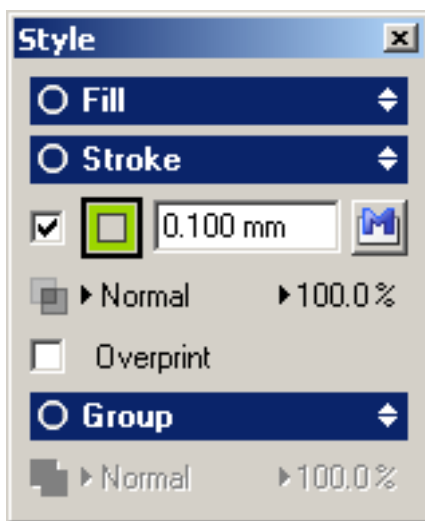 Style
Fill
Stroke
0.100 mm M
Normal 100.0%
Overprint
Group
Normal 100.0%